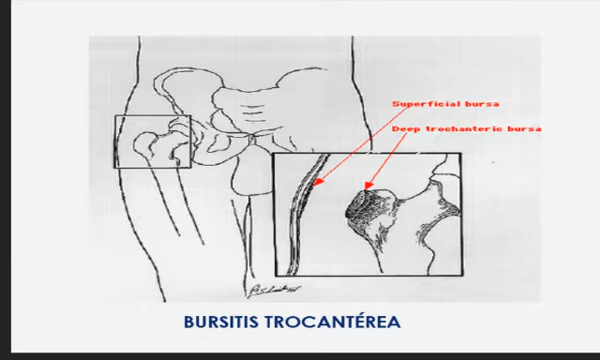 Superficial bursa
Deep trochanteric bursa
BURSITIS TROCANTÉREA